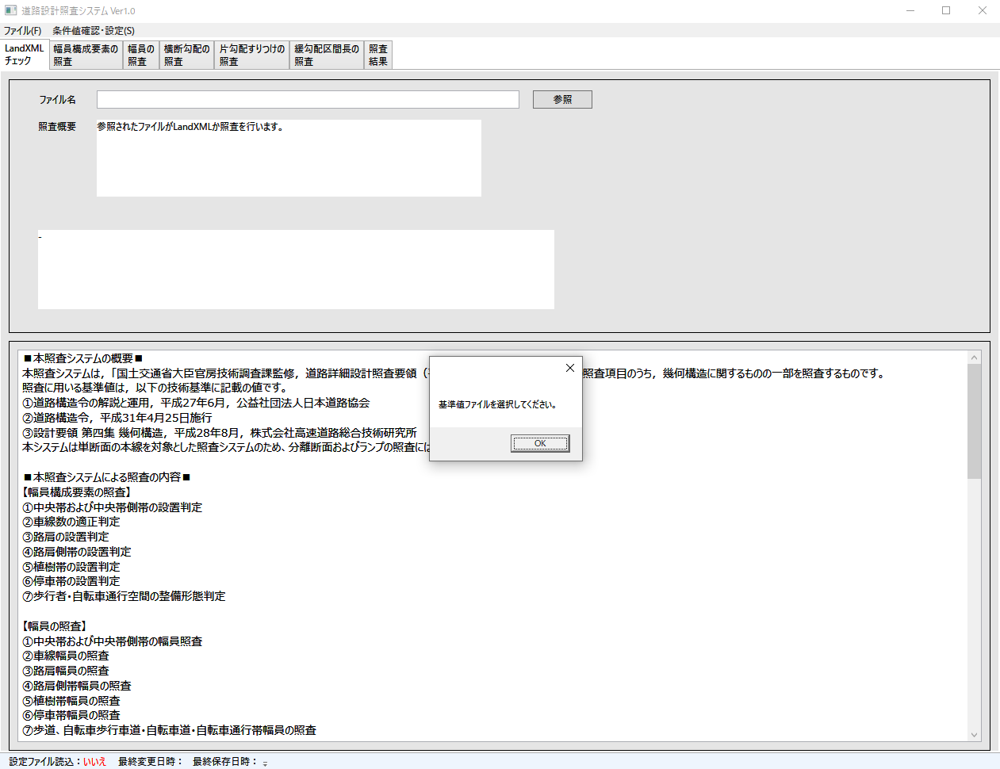 道路設計照査システム Ver1.0
ファイル(F) 条件値確認・設定(S)
LandXML
チェック
幅員構成要素の
照査
幅員の
照査
横断勾配の
照査
片勾配すりつけの
照査
緩勾配区間長の
照査
照査
結果
ファイル名
参照
照査概要
参照されたファイルがLandXMLか照査を行います。
-
■本照査システムの概要■
本照査システムは，「国土交通省大臣官房技術調査課監修，道路詳細設計照査要領（
照査項目のうち，幾何構造に関するものの一部を照査するものです。
照査に用いる基準値は，以下の技術基準に記載の値です。
①道路構造令の解説と運用，平成27年6月，公益社団法人日本道路協会
②道路構造令，平成31年4月25日施行
③設計要領 第四集 幾何構造，平成28年8月，株式会社高速道路総合技術研究所
本システムは単断面の本線を対象とした照査システムのため、分離断面およびランプの照査には
■本照査システムによる照査の内容■
【幅員構成要素の照査】
①中央帯および中央帯側帯の設置判定
②車線数の適正判定
③路肩の設置判定
④路肩側帯の設置判定
⑤植樹帯の設置判定
⑥停車帯の設置判定
⑦歩行者・自転車通行空間の整備形態判定
【幅員の照査】
①中央帯および中央帯側帯の幅員照査
②車線幅員の照査
③路肩幅員の照査
④路肩側帯幅員の照査
⑤植樹帯幅員の照査
⑥停車帯幅員の照査
⑦歩道、自転車歩行車道・自転車道・自転車通行帯幅員の照査
基準値ファイルを選択してください。
OK
設定ファイル読込：いいえ 最終変更日時： 最終保存日時：